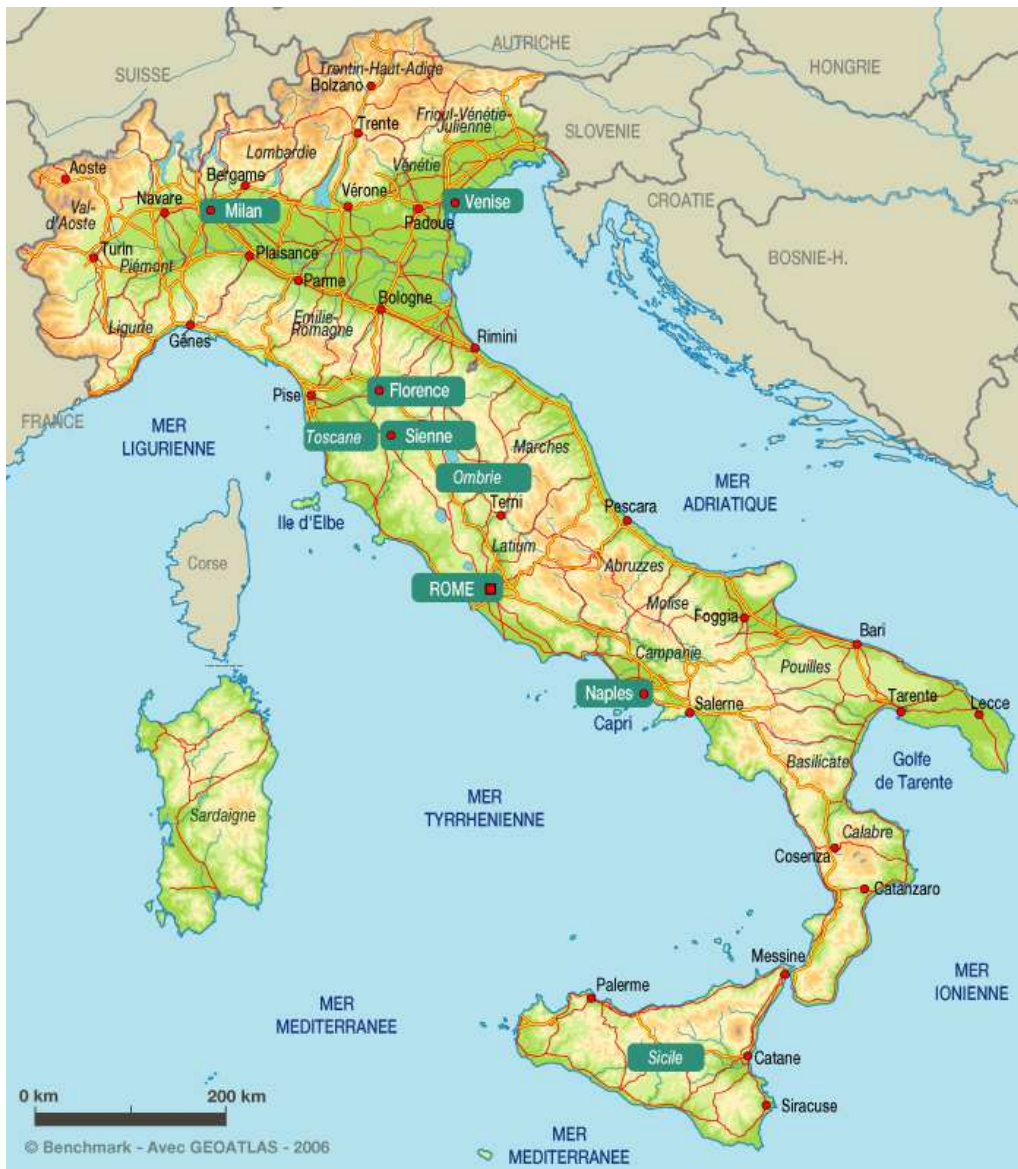 AUTRICHE
HONGRIE
SUISSE
Trentin-Haut-Adige
Bolzano
Frioul-Vénétie-
Julienne
SLOVENIE
Trente
Lombardie
Vénétie
Aoste
Bergame
Vérone
Venise
CROATIE
Navare
Milan
Padoue
Val-
d'Aoste
Turin
Piémont
Plaisance
BOSNIE-H.
Parme
Bologne
Emilie-
Romagne
Ligurie
Gênes
Rimini
Pise
Florence
FRANCE
MER
LIGURIENNE
Toscane
Sienne
Marches
Ombrie
MER
ADRIATIQUE
Terni
Pescara
Ile d'Elbe
Latium
Corse
Abruzzes
ROME
Molise
Foggia
Bari
Campanie
Pouilles
Naples
Capri
Salerne
Tarente
Lecce
Basilicate
Golfe
de Tarente
MER
TYRRHENIENNE
Sardaigne
Calabre
Cosenza
Catanzaro
Messine
MER
IONIENNE
Palerme
MER
MEDITERRANEE
Sicile
Catane
0 km
200 km
Siracuse
© Benchmark - Avec GEOATLAS - 2006
MER
MEDITERRANEE